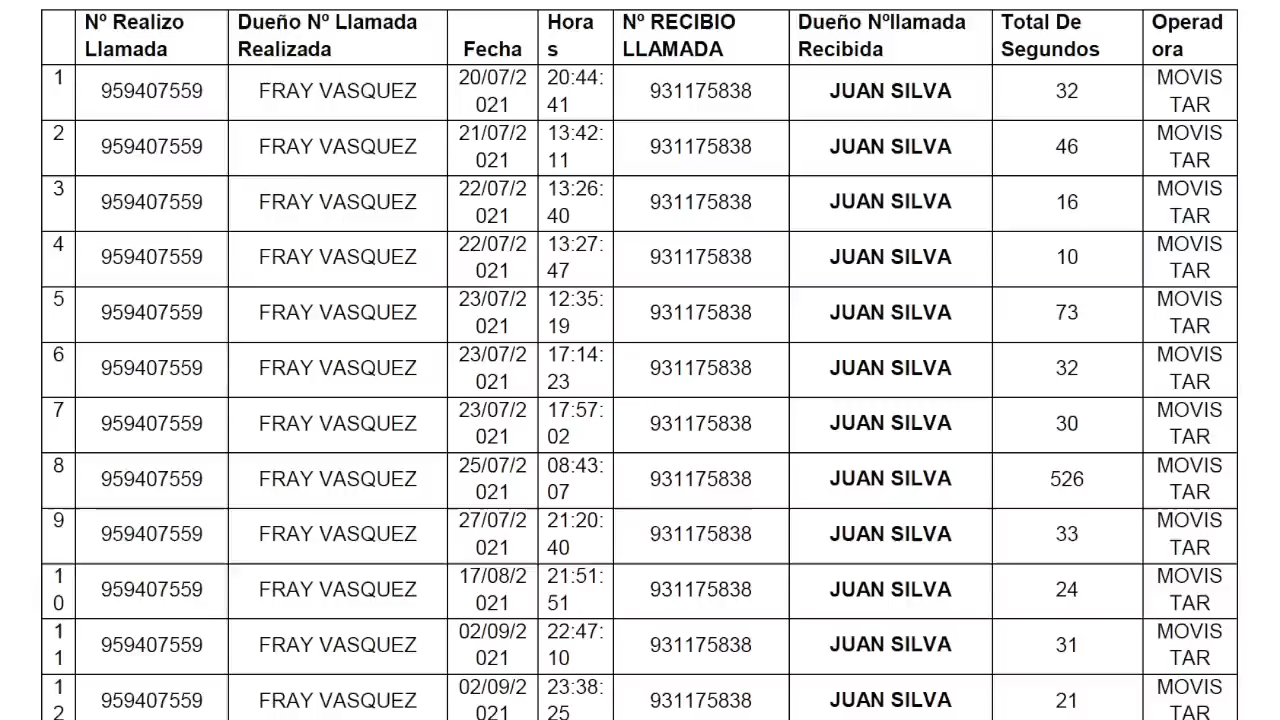 Nº Realizo Llamada | Dueño Nº Llamada Realizada | Fecha | Horas | Nº RECIBIO LLAMADA | Dueño Nºllamada Recibida | Total De Segundos | Operadora
1 | 959407559 | FRAY VASQUEZ | 20/07/2021 | 20:44:41 | 931175838 | JUAN SILVA | 32 | MOVISTAR
2 | 959407559 | FRAY VASQUEZ | 21/07/2021 | 13:42:11 | 931175838 | JUAN SILVA | 46 | MOVISTAR
3 | 959407559 | FRAY VASQUEZ | 22/07/2021 | 13:26:40 | 931175838 | JUAN SILVA | 16 | MOVISTAR
4 | 959407559 | FRAY VASQUEZ | 22/07/2021 | 13:27:47 | 931175838 | JUAN SILVA | 10 | MOVISTAR
5 | 959407559 | FRAY VASQUEZ | 23/07/2021 | 12:35:19 | 931175838 | JUAN SILVA | 73 | MOVISTAR
6 | 959407559 | FRAY VASQUEZ | 23/07/2021 | 17:14:23 | 931175838 | JUAN SILVA | 32 | MOVISTAR
7 | 959407559 | FRAY VASQUEZ | 23/07/2021 | 17:57:02 | 931175838 | JUAN SILVA | 30 | MOVISTAR
8 | 959407559 | FRAY VASQUEZ | 25/07/2021 | 08:43:07 | 931175838 | JUAN SILVA | 526 | MOVISTAR
9 | 959407559 | FRAY VASQUEZ | 27/07/2021 | 21:20:40 | 931175838 | JUAN SILVA | 33 | MOVISTAR
10 | 959407559 | FRAY VASQUEZ | 17/08/2021 | 21:51:51 | 931175838 | JUAN SILVA | 24 | MOVISTAR
11 | 959407559 | FRAY VASQUEZ | 02/09/2021 | 22:47:10 | 931175838 | JUAN SILVA | 31 | MOVISTAR
12 | 959407559 | FRAY VASQUEZ | 02/09/2021 | 23:38:25 | 931175838 | JUAN SILVA | 21 | MOVISTAR